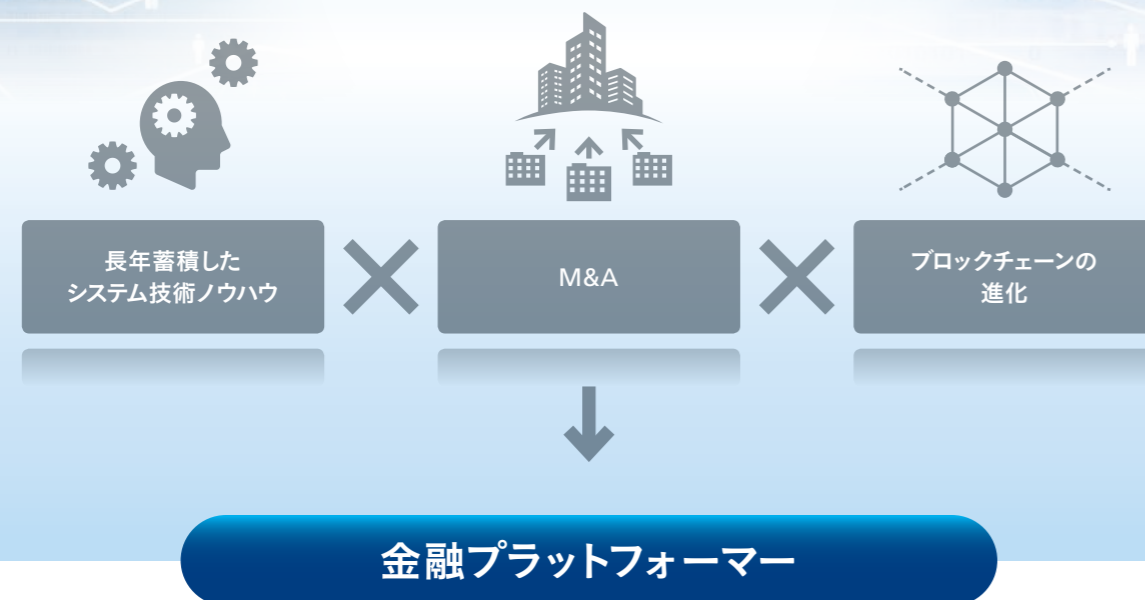 長年蓄積した
システム技術ノウハウ
M&A
ブロックチェーンの
進化
金融プラットフォーマー